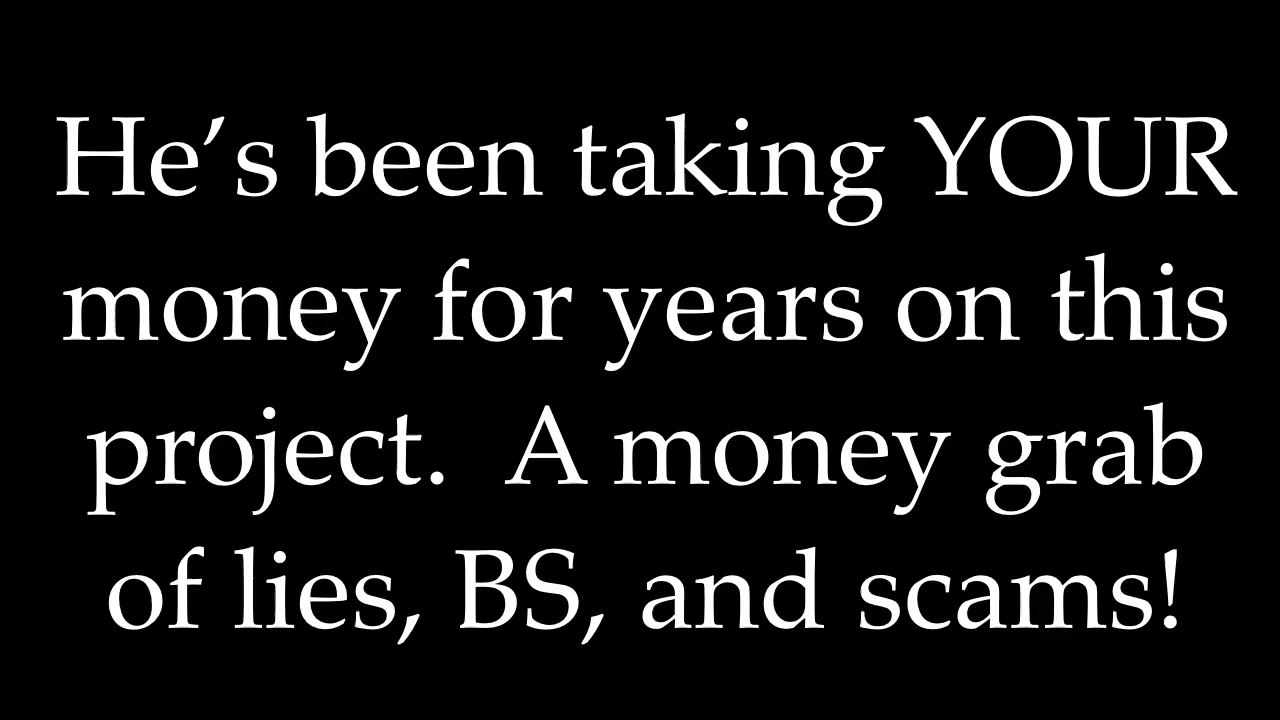 He’s been taking YOUR
money for years on this
project.  A money grab
of lies, BS, and scams!